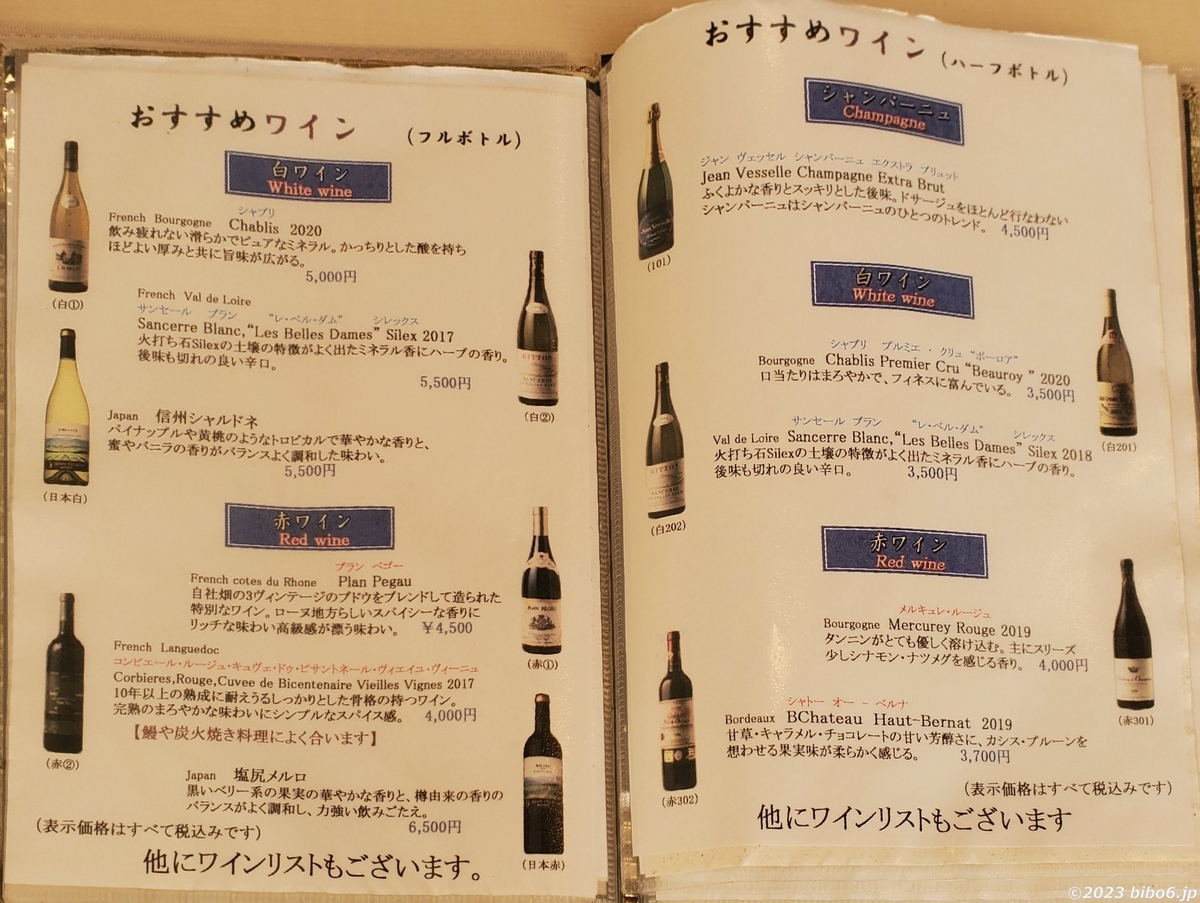 おすすめワイン (フルボトル)
白ワイン
White wine
シャブリ
French Bourgogne Chablis 2020
飲み疲れない滑らかでピュアなミネラル。かっちりとした酸を持ち
ほどよい厚みと共に旨味が広がる。
5,000円
(白①)
French Val de Loire
サンセール ブラン “レ・ベル・ダム” シレックス
Sancerre Blanc,“Les Belles Dames” Silex 2017
火打ち石Silexの土壌の特徴がよく出たミネラル香にハーブの香り。
後味も切れの良い辛口。
5,500円
(白②)
Japan 信州シャルドネ
パイナップルや黄桃のようなトロピカルで華やかな香りと、
蜜やバニラの香りがバランスよく調和した味わい。
5,500円
(日本白)
赤ワイン
Red wine
プラン ペゴー
French cotes du Rhone Plan Pegau
自社畑の3ヴィンテージのブドウをブレンドして造られた
特別なワイン。ローヌ地方らしいスパイシーな香りに
リッチな味わい高級感が漂う味わい。 ￥4,500
(赤①)
French Languedoc
コンビエール・ルージュ・キュヴェ・ドゥ・ビサントネール・ヴィエイユ・ヴィーニュ
Corbieres,Rouge,Cuvee de Bicentenaire Vieilles Vignes 2017
10年以上の熟成に耐えうるしっかりとした骨格の持つワイン。
完熟のまろやかな味わいにシンプルなスパイス感。 4,000円
【鰻や炭火焼き料理によく合います】
(赤②)
Japan 塩尻メルロ
黒いベリー系の果実の華やかな香りと、樽由来の香りの
バランスがよく調和し、力強い飲みごたえ。
6,500円
(日本赤)
(表示価格はすべて税込みです)
他にワインリストもございます。
おすすめワイン (ハーフボトル)
シャンパーニュ
Champagne
ジャン ヴェッセル シャンパーニュ エクストラ ブリュット
Jean Vesselle Champagne Extra Brut
ふくよかな香りとスッキリとした後味。ドサージュをほとんど行なわない
シャンパーニュはシャンパーニュのひとつのトレンド。 4,500円
(101)
白ワイン
White wine
シャブリ プルミエ・クリュ “ボーロア”
Bourgogne Chablis Premier Cru “Beauroy” 2020
口当たりはまろやかで、フィネスに富んでいる。 3,500円
(白201)
サンセール ブラン “レ・ベル・ダム” シレックス
Val de Loire Sancerre Blanc,“Les Belles Dames” Silex 2018
火打ち石Silexの土壌の特徴がよく出たミネラル香にハーブの香り。
後味も切れの良い辛口。 3,500円
(白202)
赤ワイン
Red wine
メルキュレ・ルージュ
Bourgogne Mercurey Rouge 2019
タンニンがとても優しく溶け込む。主にスリーズ
少しシナモン・ナツメグを感じる香り。 4,000円
(赤301)
シャトー オー － ベルナ
Bordeaux BChateau Haut-Bernat 2019
甘草・キャラメル・チョコレートの甘い芳醇さに、カシス・プルーンを
想わせる果実味が柔らかく感じる。 3,700円
(赤302)
(表示価格はすべて税込みです)
他にワインリストもございます
©2023 bibo6.jp